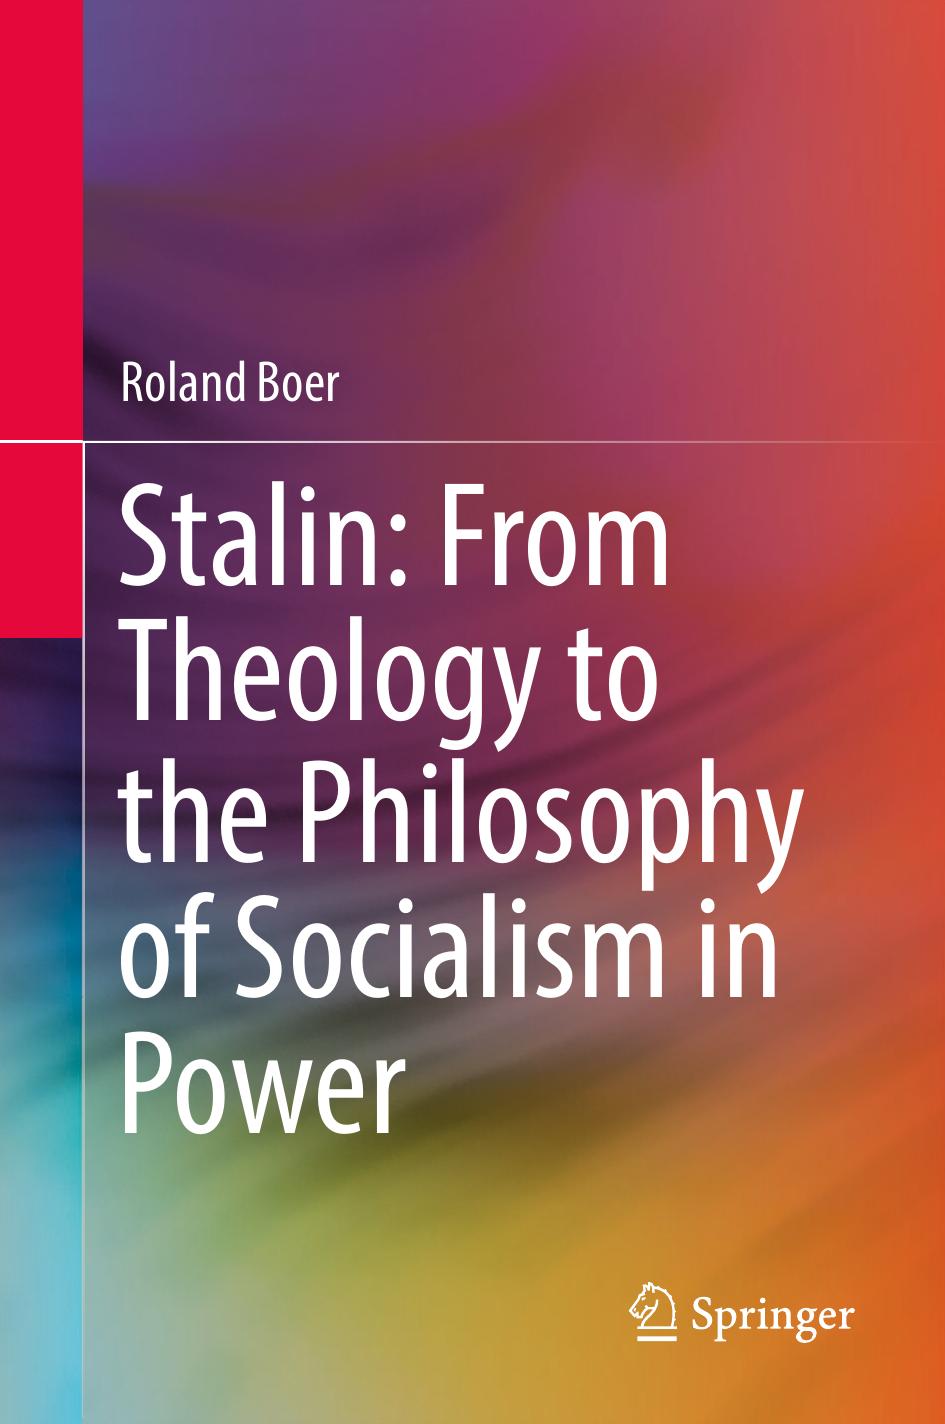 Roland Boer
Stalin: From
Theology to
the Philosophy
of Socialism in
Power
Springer